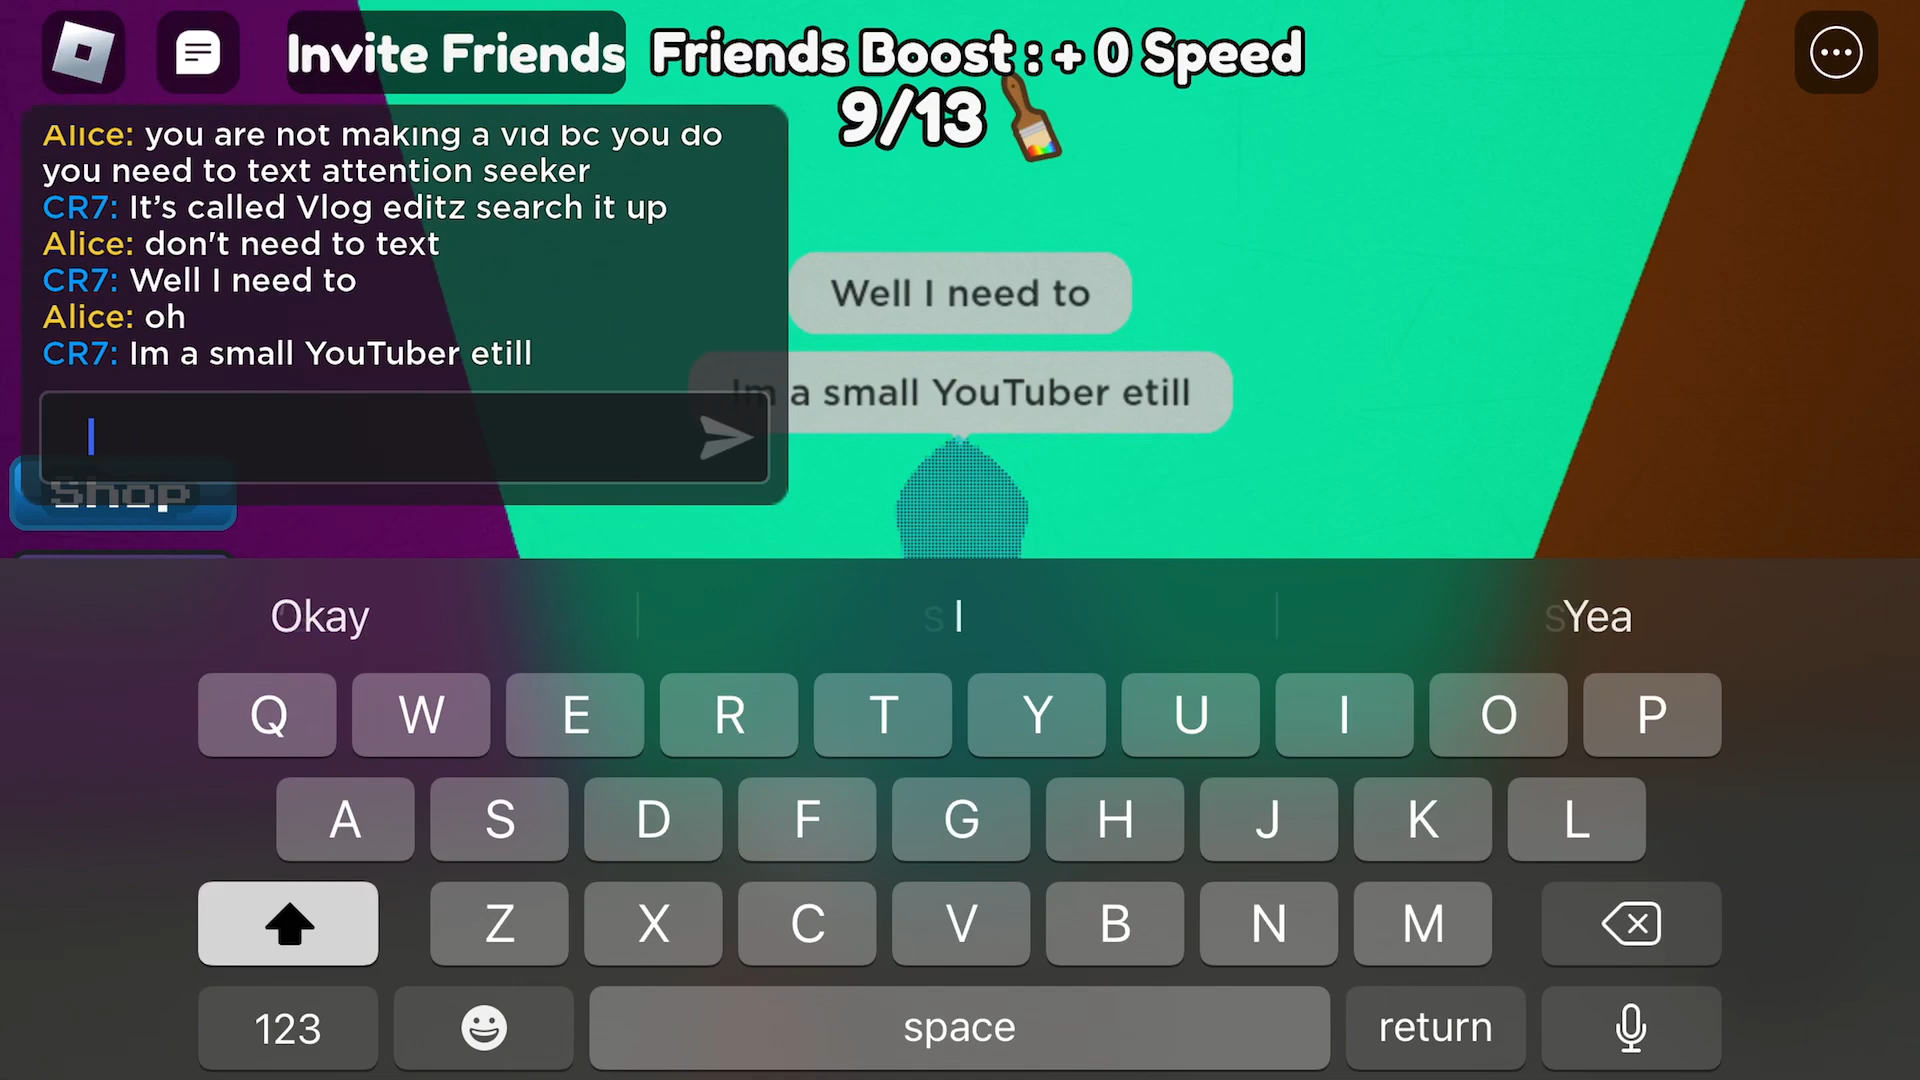 Invite Friends
Friends Boost : + 0 Speed
9/13
Alice: you are not making a vid bc you do
you need to text attention seeker
CR7: It’s called Vlog editz search it up
Alice: don't need to text
CR7: Well I need to
Alice: oh
CR7: Im a small YouTuber etill
Well I need to
Im a small YouTuber etill
Shop
Okay
I
Yea
Q W E R T Y U I O P
A S D F G H J K L
Z X C V B N M
123
space
return